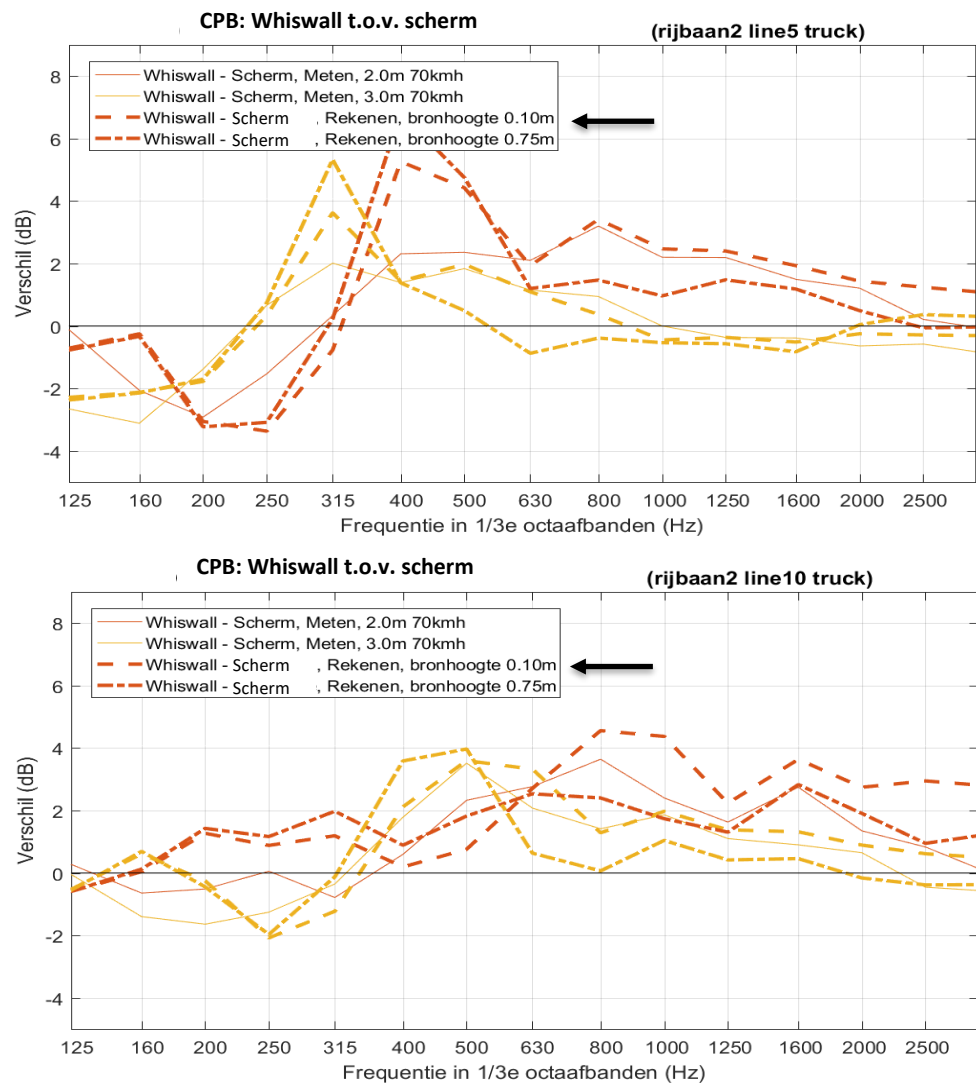 CPB: Whiswall t.o.v. scherm
(rijbaan2 line5 truck)
Whiswall - Scherm, Meten, 2.0m 70kmh
Whiswall - Scherm, Meten, 3.0m 70kmh
Whiswall - Scherm , Rekenen, bronhoogte 0.10m
Whiswall - Scherm , Rekenen, bronhoogte 0.75m
8
6
4
2
0
-2
-4
Verschil (dB)
125 160 200 250 315 400 500 630 800 1000 1250 1600 2000 2500
Frequentie in 1/3e octaafbanden (Hz)
CPB: Whiswall t.o.v. scherm
(rijbaan2 line10 truck)
Whiswall - Scherm, Meten, 2.0m 70kmh
Whiswall - Scherm, Meten, 3.0m 70kmh
Whiswall - Scherm , Rekenen, bronhoogte 0.10m
Whiswall - Scherm , Rekenen, bronhoogte 0.75m
8
6
4
2
0
-2
-4
Verschil (dB)
125 160 200 250 315 400 500 630 800 1000 1250 1600 2000 2500
Frequentie in 1/3e octaafbanden (Hz)